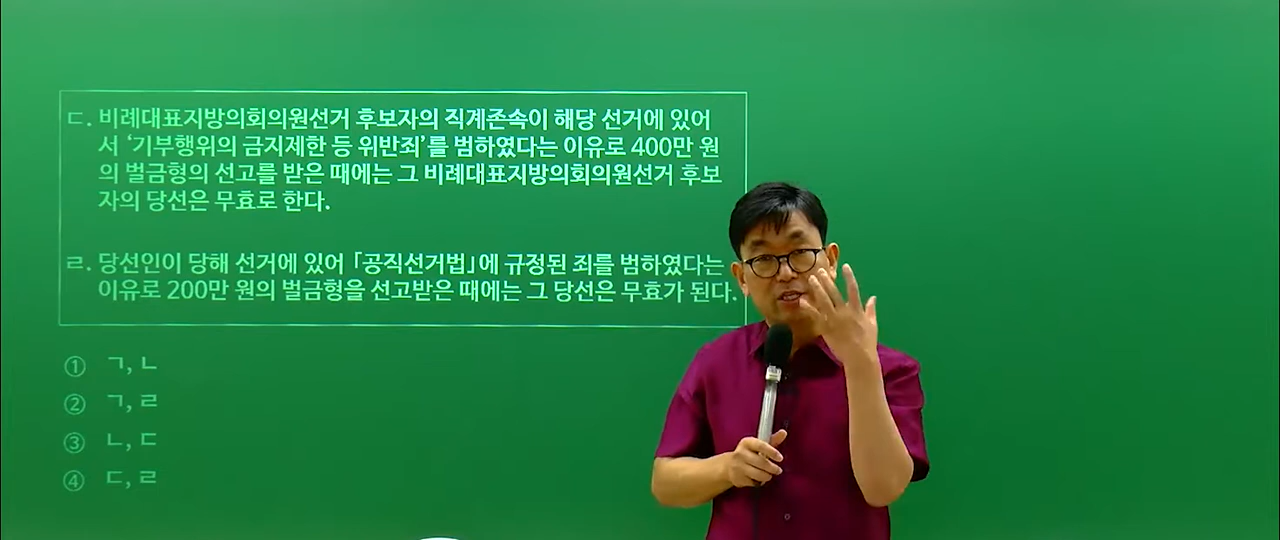 ㄷ. 비례대표지방의회의원선거 후보자의 직계존속이 해당 선거에 있어
서 '기부행위의 금지제한 등 위반죄'를 범하였다는 이유로 400만 원
의 벌금형의 선고를 받은 때에는 그 비례대표지방의회의원선거 후보
자의 당선은 무효로 한다.
ㄹ. 당선인이 당해 선거에 있어 「공직선거법」에 규정된 죄를 범하였다는
이유로 200만 원의 벌금형을 선고받은 때에는 그 당선은 무효가 된다.
① ㄱ, ㄴ
② ㄱ, ㄹ
③ ㄴ, ㄷ
④ ㄷ, ㄹ